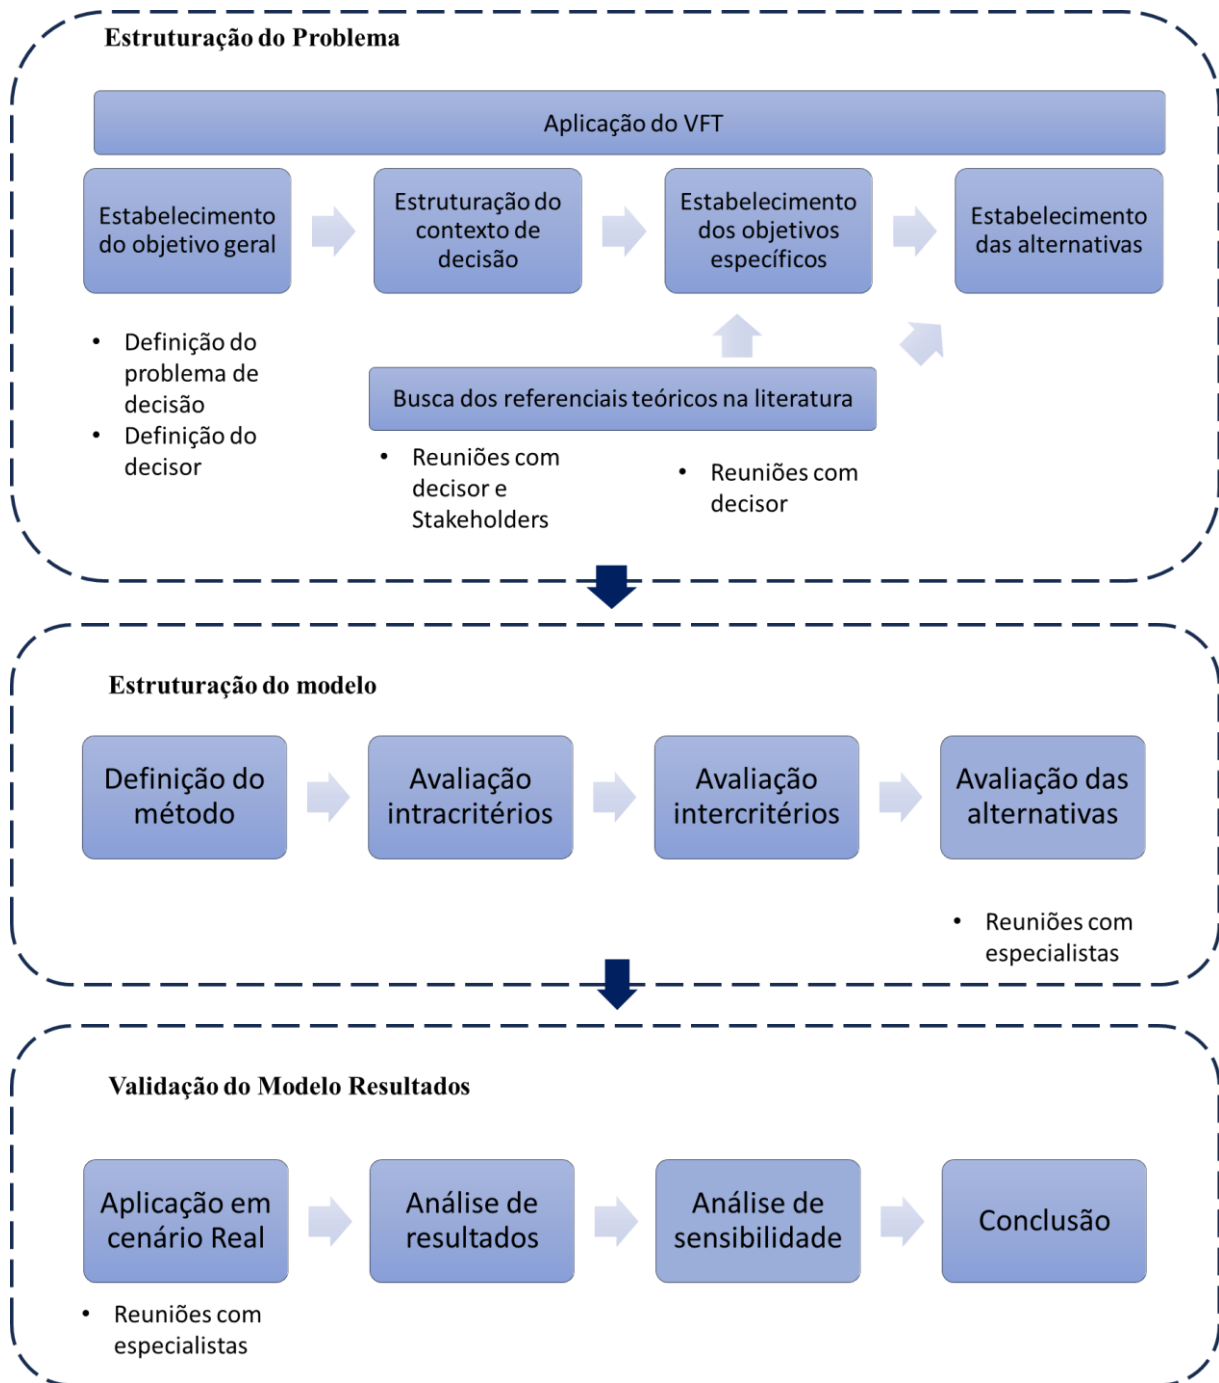 Estruturação do Problema
Aplicação do VFT
Estabelecimento
do objetivo geral
Estruturação do
contexto de
decisão
Estabelecimento
dos objetivos
específicos
Estabelecimento
das alternativas
• Definição do
problema de
decisão
• Definição do
decisor
Busca dos referenciais teóricos na literatura
• Reuniões com
decisor e
Stakeholders
• Reuniões com
decisor
Estruturação do modelo
Definição do
método
Avaliação
intracritérios
Avaliação
intercritérios
Avaliação das
alternativas
• Reuniões com
especialistas
Validação do Modelo Resultados
Aplicação em
cenário Real
Análise de
resultados
Análise de
sensibilidade
Conclusão
• Reuniões com
especialistas